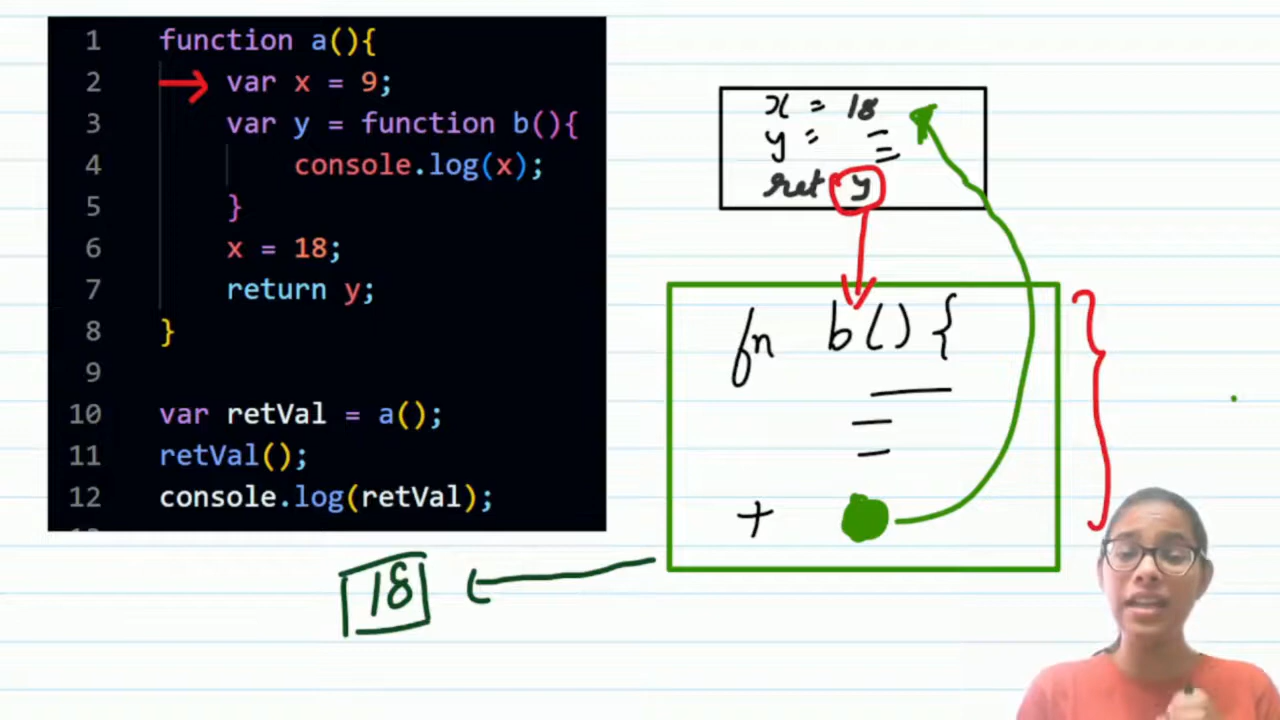 1 function a(){
2 var x = 9;
3 var y = function b(){
4 console.log(x);
5 }
6 x = 18;
7 return y;
8 }
9
10 var retVal = a();
11 retVal();
12 console.log(retVal);
x = 18
y =
ret y
fn b(){
+
18